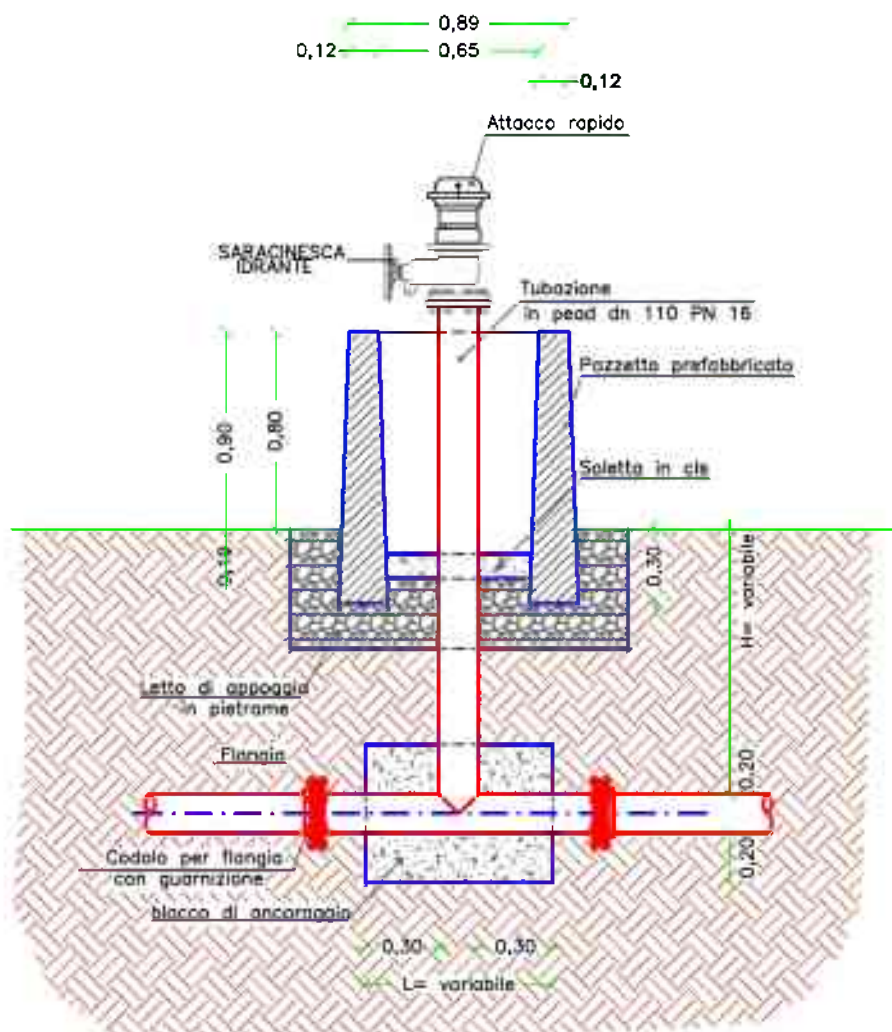 0,89
0,12
0,65
0,12
Attacco rapido
SARACINESCA
IDRANTE
Tubazione
in pead dn 110 PN 16
Pozzetto prefabbricato
0,90
0,80
Soletta in cls
0,10
0,30
H= variabile
Letto di appoggio
in pietrame
Flangia
0,20
Codolo per flangia
con guarnizione
0,20
blocco di ancoraggio
0,30
0,30
L= variabile